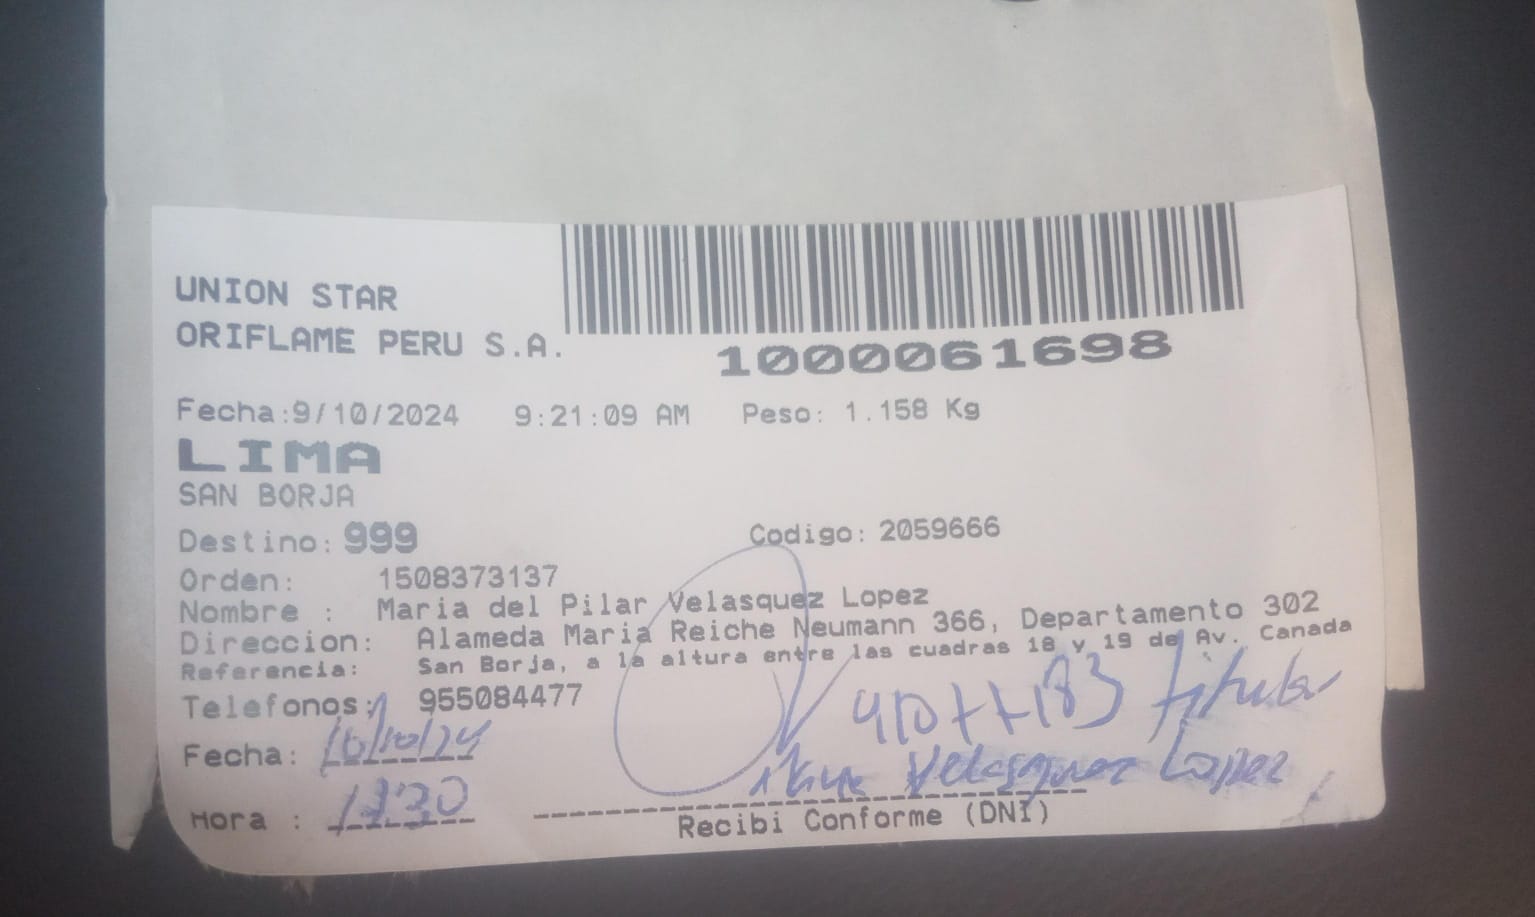 UNION STAR
ORIFLAME PERU S.A.
1000061698
Fecha:9/10/2024 9:21:09 AM Peso: 1.158 Kg
LIMA
SAN BORJA
Destino: 999 Codigo: 2059666
Orden: 1508373137
Nombre : Maria del Pilar Velasquez Lopez
Direccion: Alameda Maria Reiche Neumann 366, Departamento 302
Referencia: San Borja, a la altura entre las cuadras 18 y 19 de Av. Canada
Telefonos: 955084477
titular
Fecha: 10/10/24
Velasquez Lopez
Hora :
Recibi Conforme (DNI)